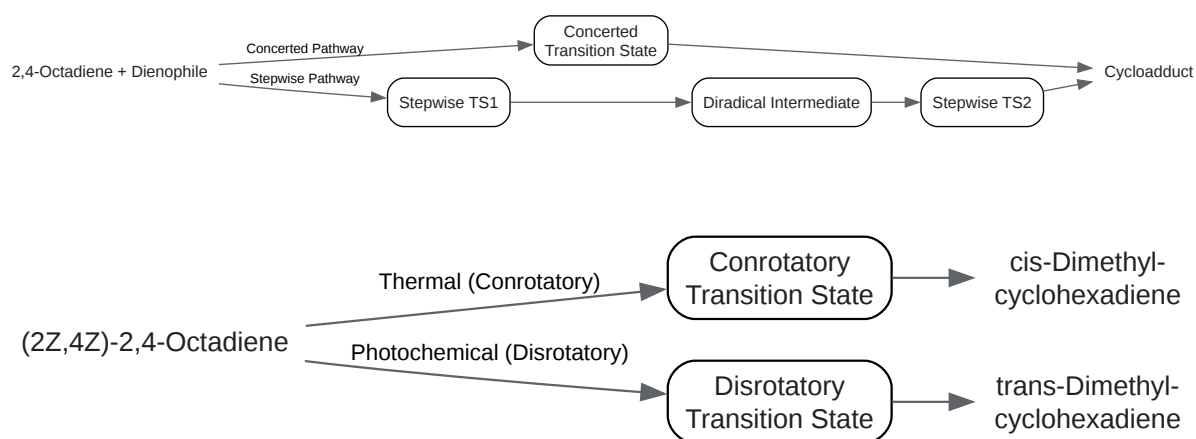 Concerted
Transition State
Concerted Pathway
2,4-Octadiene + Dienophile
Cycloadduct
Stepwise Pathway
Stepwise TS1
Diradical Intermediate
Stepwise TS2
Conrotatory
Transition State
cis-Dimethyl-
cyclohexadiene
Thermal (Conrotatory)
(2Z,4Z)-2,4-Octadiene
Photochemical (Disrotatory)
Disrotatory
Transition State
trans-Dimethyl-
cyclohexadiene